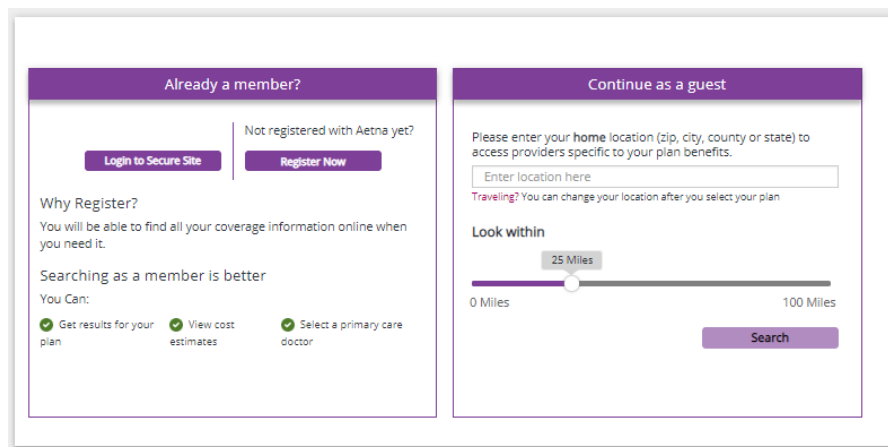 Already a member?
Not registered with Aetna yet?
Login to Secure Site
Register Now
Why Register?
You will be able to find all your coverage information online when
you need it.
Searching as a member is better
You Can:
Get results for your
plan
View cost
estimates
Select a primary care
doctor
Continue as a guest
Please enter your home location (zip, city, county or state) to
access providers specific to your plan benefits.
Enter location here
Traveling? You can change your location after you select your plan
Look within
25 Miles
0 Miles
100 Miles
Search